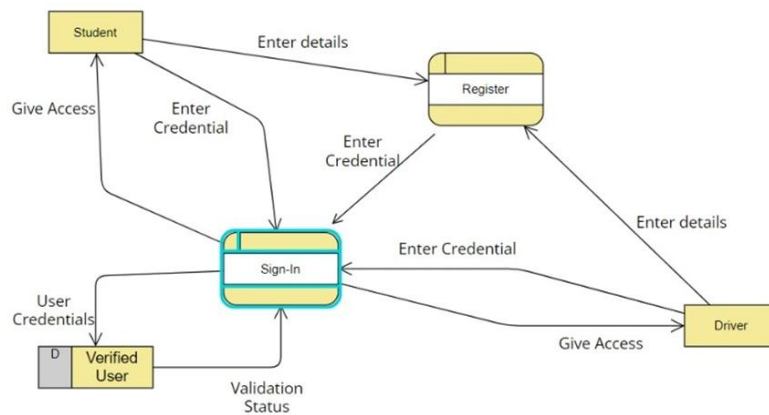 Student
Enter details
Register
Give Access
Enter
Credential
Enter
Credential
Enter details
Sign-In
Enter Credential
User
Credentials
Driver
Give Access
D
Verified
User
Validation
Status